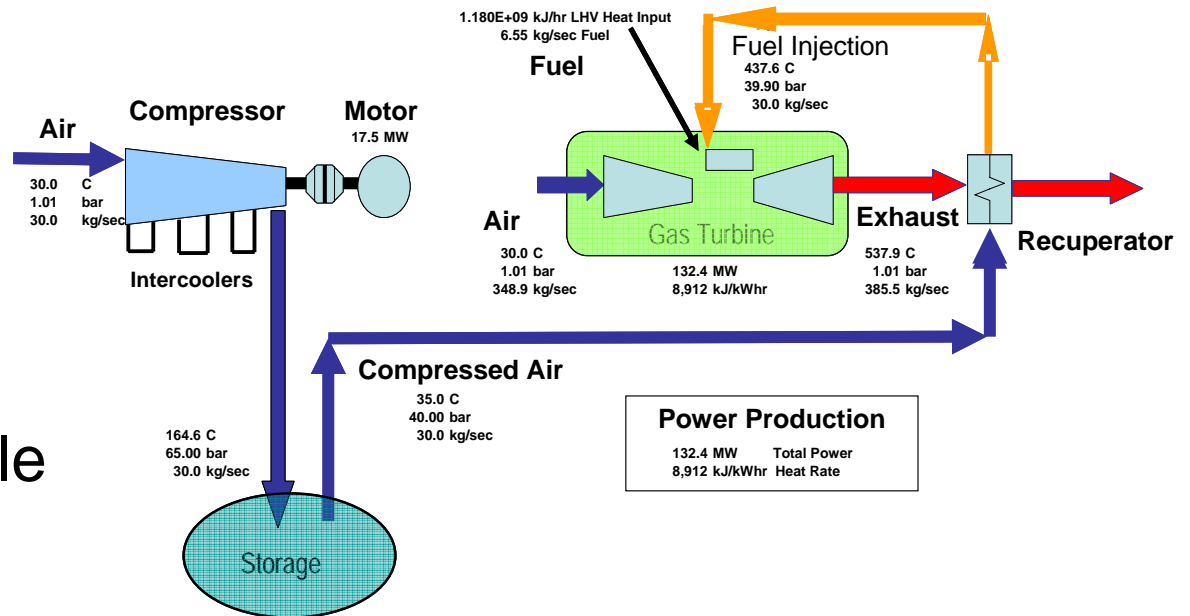 1.180E+09 kJ/hr LHV Heat Input
6.55 kg/sec Fuel
Fuel
Fuel Injection
437.6 C
39.90 bar
30.0 kg/sec
Compressor
Motor
17.5 MW
Air
30.0 C
1.01 bar
30.0 kg/sec
Intercoolers
Air
30.0 C
1.01 bar
348.9 kg/sec
Gas Turbine
132.4 MW
8,912 kJ/kWhr
Exhaust
537.9 C
1.01 bar
385.5 kg/sec
Recuperator
Compressed Air
35.0 C
40.00 bar
30.0 kg/sec
164.6 C
65.00 bar
30.0 kg/sec
le
Storage
Power Production
132.4 MW Total Power
8,912 kJ/kWhr Heat Rate